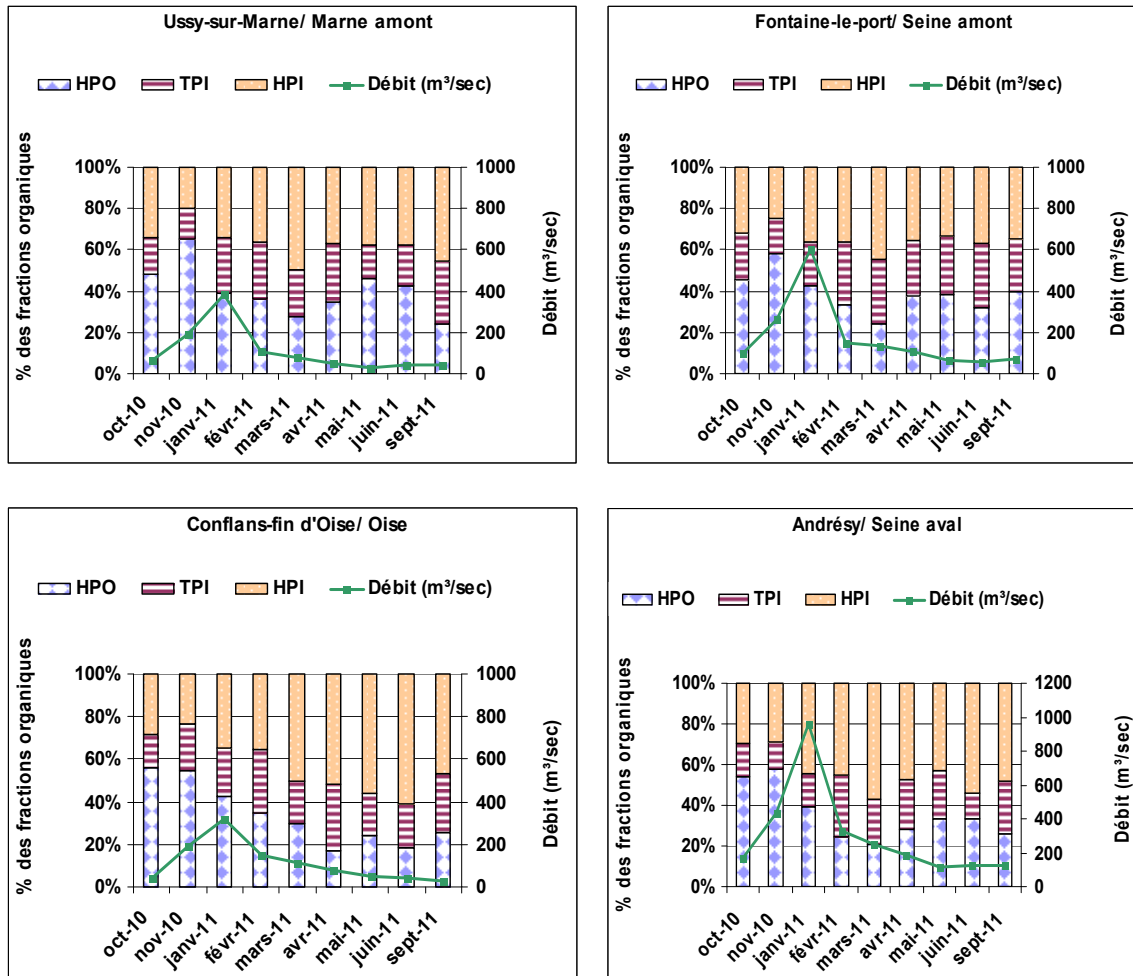 Ussy-sur-Marne/ Marne amont
HPO TPI HPI Débit (m³/sec)
% des fractions organiques
100%
80%
60%
40%
20%
0%
1000
800
600
400
200
0
Débit (m³/sec)
oct-10
nov-10
janv-11
févr-11
mars-11
avr-11
mai-11
juin-11
sept-11
Fontaine-le-port/ Seine amont
HPO TPI HPI Débit (m³/sec)
% des fractions organiques
100%
80%
60%
40%
20%
0%
1000
800
600
400
200
0
Débit (m³/sec)
oct-10
nov-10
janv-11
févr-11
mars-11
avr-11
mai-11
juin-11
sept-11
Conflans-fin d'Oise/ Oise
HPO TPI HPI Débit (m³/sec)
% des fractions organiques
100%
80%
60%
40%
20%
0%
1000
800
600
400
200
0
Débit (m³/sec)
oct-10
nov-10
janv-11
févr-11
mars-11
avr-11
mai-11
juin-11
sept-11
Andrésy/ Seine aval
HPO TPI HPI Débit (m³/sec)
% des fractions organiques
100%
80%
60%
40%
20%
0%
1200
1000
800
600
400
200
0
Débit (m³/sec)
oct-10
nov-10
janv-11
févr-11
mars-11
avr-11
mai-11
juin-11
sept-11